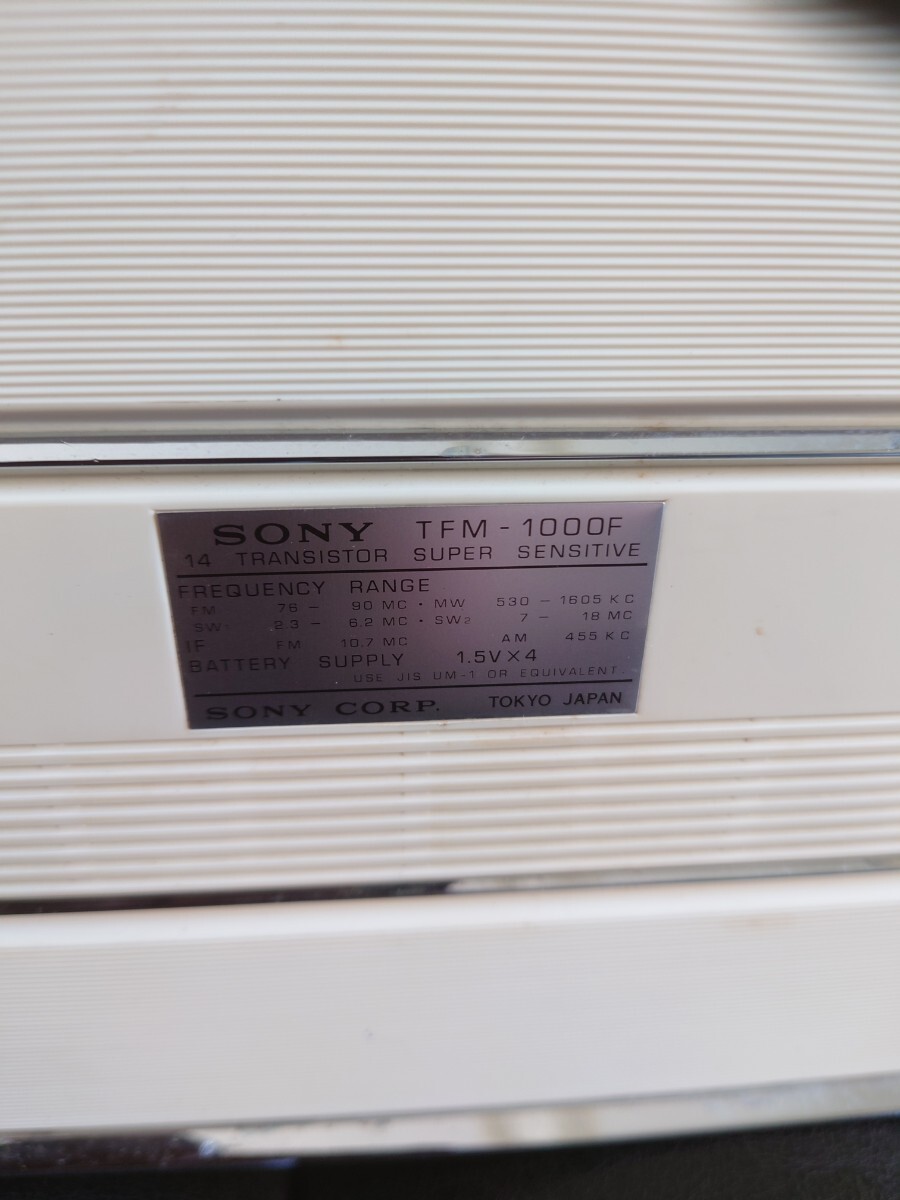 SONY TFM-1000F
14 TRANSISTOR SUPER SENSITIVE
FREQUENCY RANGE
FM 76 - 90 MC · MW 530 - 1605 KC
SW1 2.3 - 6.2 MC · SW2 7 - 18 MC
IF FM 10.7 MC AM 455 KC
BATTERY SUPPLY 1.5V X 4
USE JIS UM-1 OR EQUIVALENT.
SONY CORP. TOKYO JAPAN